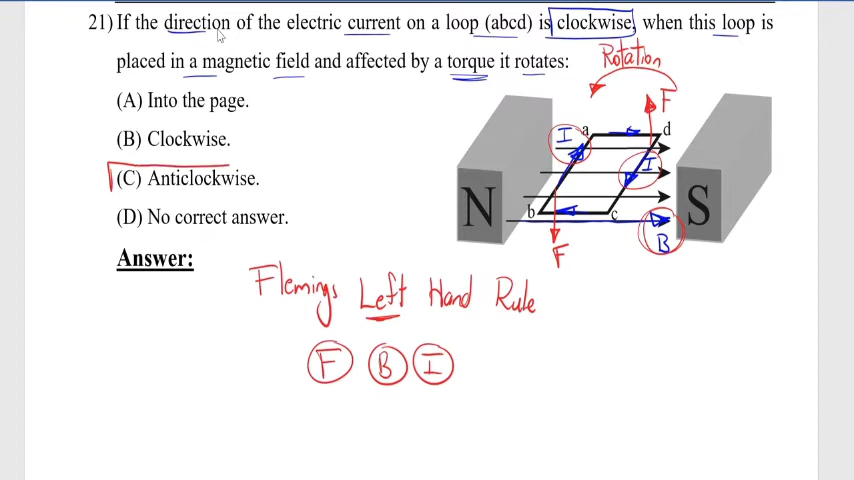 21) If the direction of the electric current on a loop (abcd) is clockwise, when this loop is
placed in a magnetic field and affected by a torque it rotates:
(A) Into the page.
(B) Clockwise.
(C) Anticlockwise.
(D) No correct answer.
Answer:
Rotation
F
I a d
I
N S
b c
B
F
Flemings Left Hand Rule
F B I